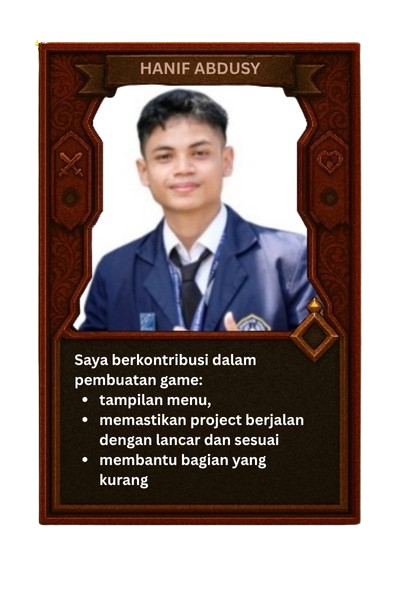 HANIF ABDUSY
Saya berkontribusi dalam
pembuatan game:
• tampilan menu,
• memastikan project berjalan
dengan lancar dan sesuai
• membantu bagian yang
kurang